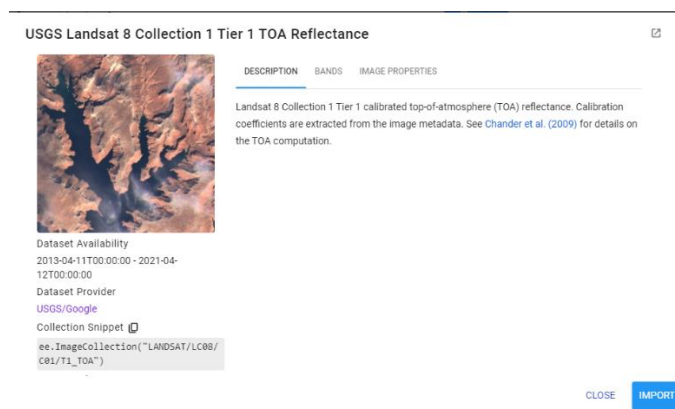 USGS Landsat 8 Collection 1 Tier 1 TOA Reflectance
DESCRIPTION BANDS IMAGE PROPERTIES
Landsat 8 Collection 1 Tier 1 calibrated top-of-atmosphere (TOA) reflectance. Calibration
coefficients are extracted from the image metadata. See Chander et al. (2009) for details on
the TOA computation.
Dataset Availability
2013-04-11T00:00:00 - 2021-04-
12T00:00:00
Dataset Provider
USGS/Google
Collection Snippet
ee.ImageCollection("LANDSAT/LC08/
C01/T1_TOA")
CLOSE IMPORT